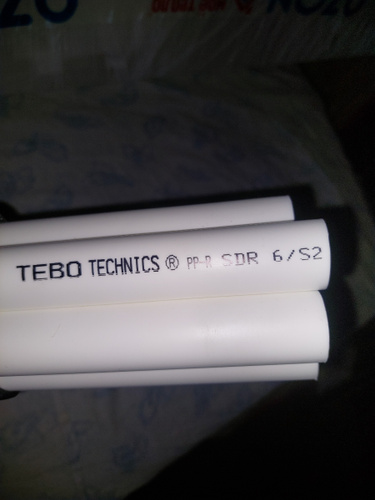 TEBO TECHNICS® PP-R SDR 6/S2